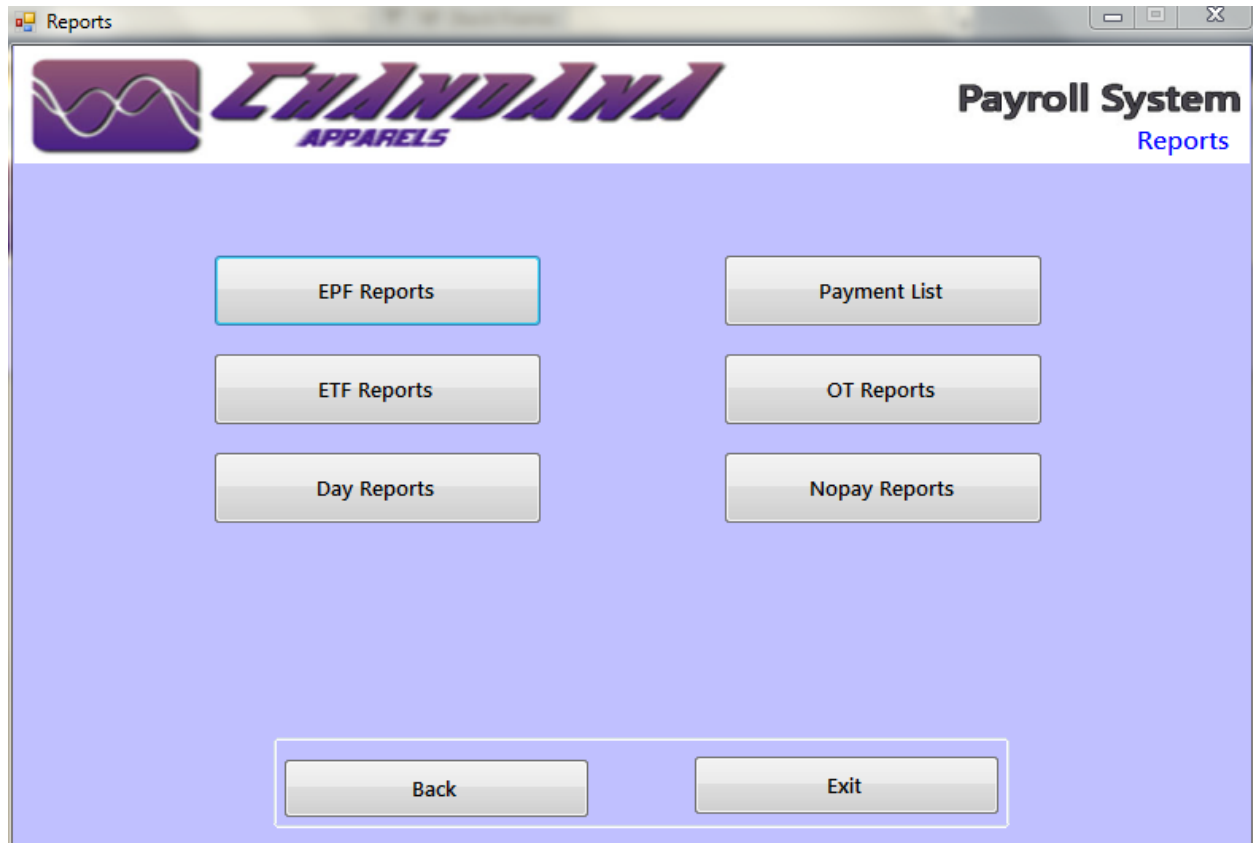 Reports
CHANDANA
APPARELS
Payroll System
Reports
EPF Reports
Payment List
ETF Reports
OT Reports
Day Reports
Nopay Reports
Back
Exit